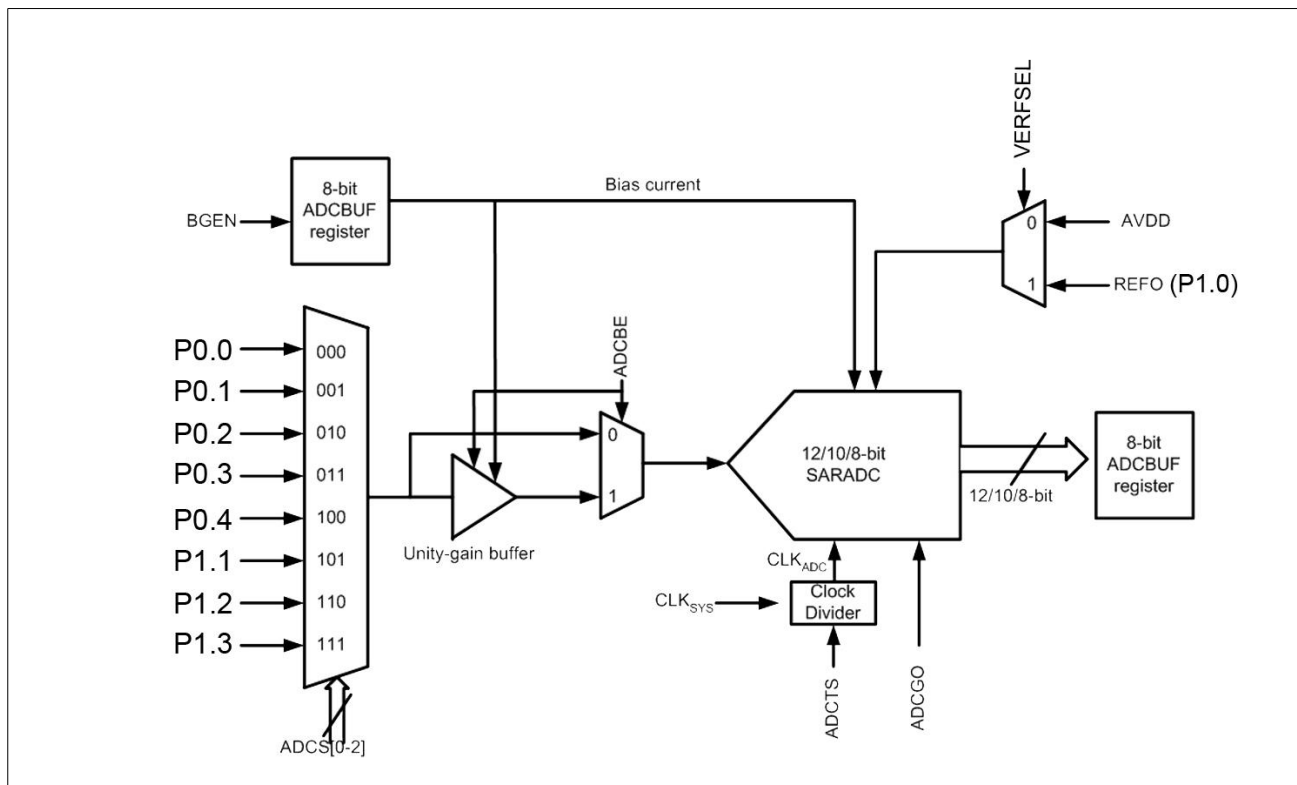 VERFSEL
8-bit
ADCBUF
register
BGEN
Bias current
0
AVDD
1
REFO (P1.0)
ADCBE
P0.0
000
P0.1
001
P0.2
010
P0.3
011
P0.4
100
P1.1
101
P1.2
110
P1.3
111
ADCS[0-2]
0
1
Unity-gain buffer
12/10/8-bit
SARADC
12/10/8-bit
8-bit
ADCBUF
register
CLKADC
CLKSYS
Clock
Divider
ADCTS
ADCGO